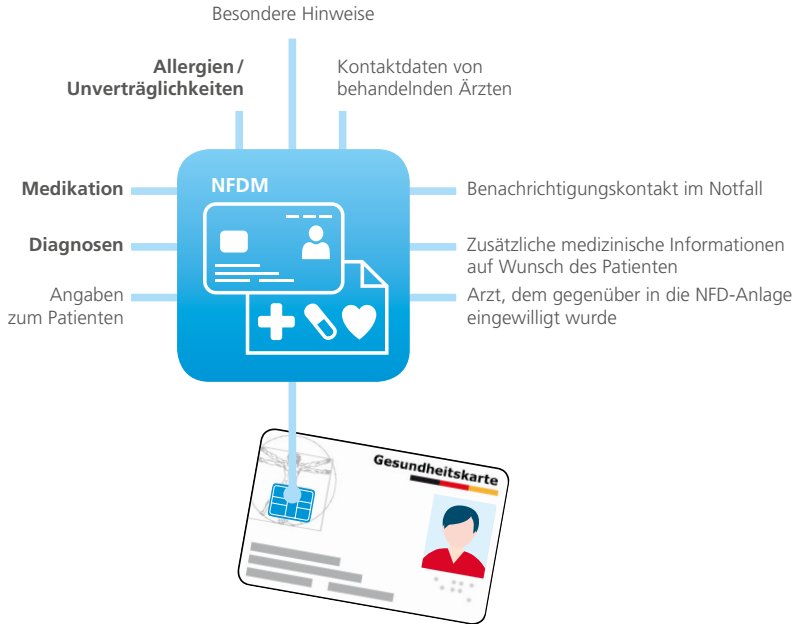 Besondere Hinweise
Allergien /
Unverträglichkeiten
Kontaktdaten von
behandelnden Ärzten
Medikation
NFDM
Benachrichtigungskontakt im Notfall
Diagnosen
Zusätzliche medizinische Informationen
auf Wunsch des Patienten
Angaben
zum Patienten
Arzt, dem gegenüber in die NFD-Anlage
eingewilligt wurde
Gesundheitskarte